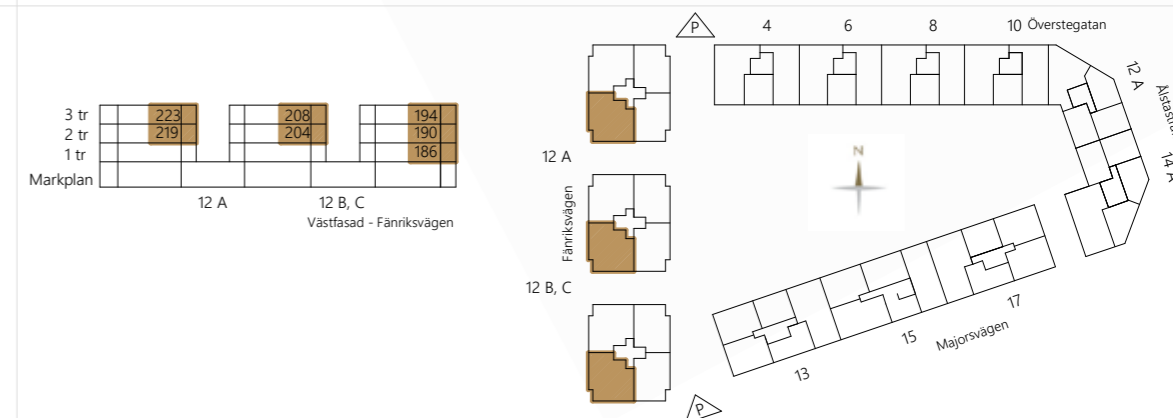 P
4 6 8 10 Överstegatan
3 tr 223 208 194
2 tr 219 204 190
1 tr 186
Markplan
12 A 12 B, C
Västfasad - Fänriksvägen
12 A
Fänriksvägen
12 B, C
N
12 A
14 A
13 15 17
Majorsvägen
P